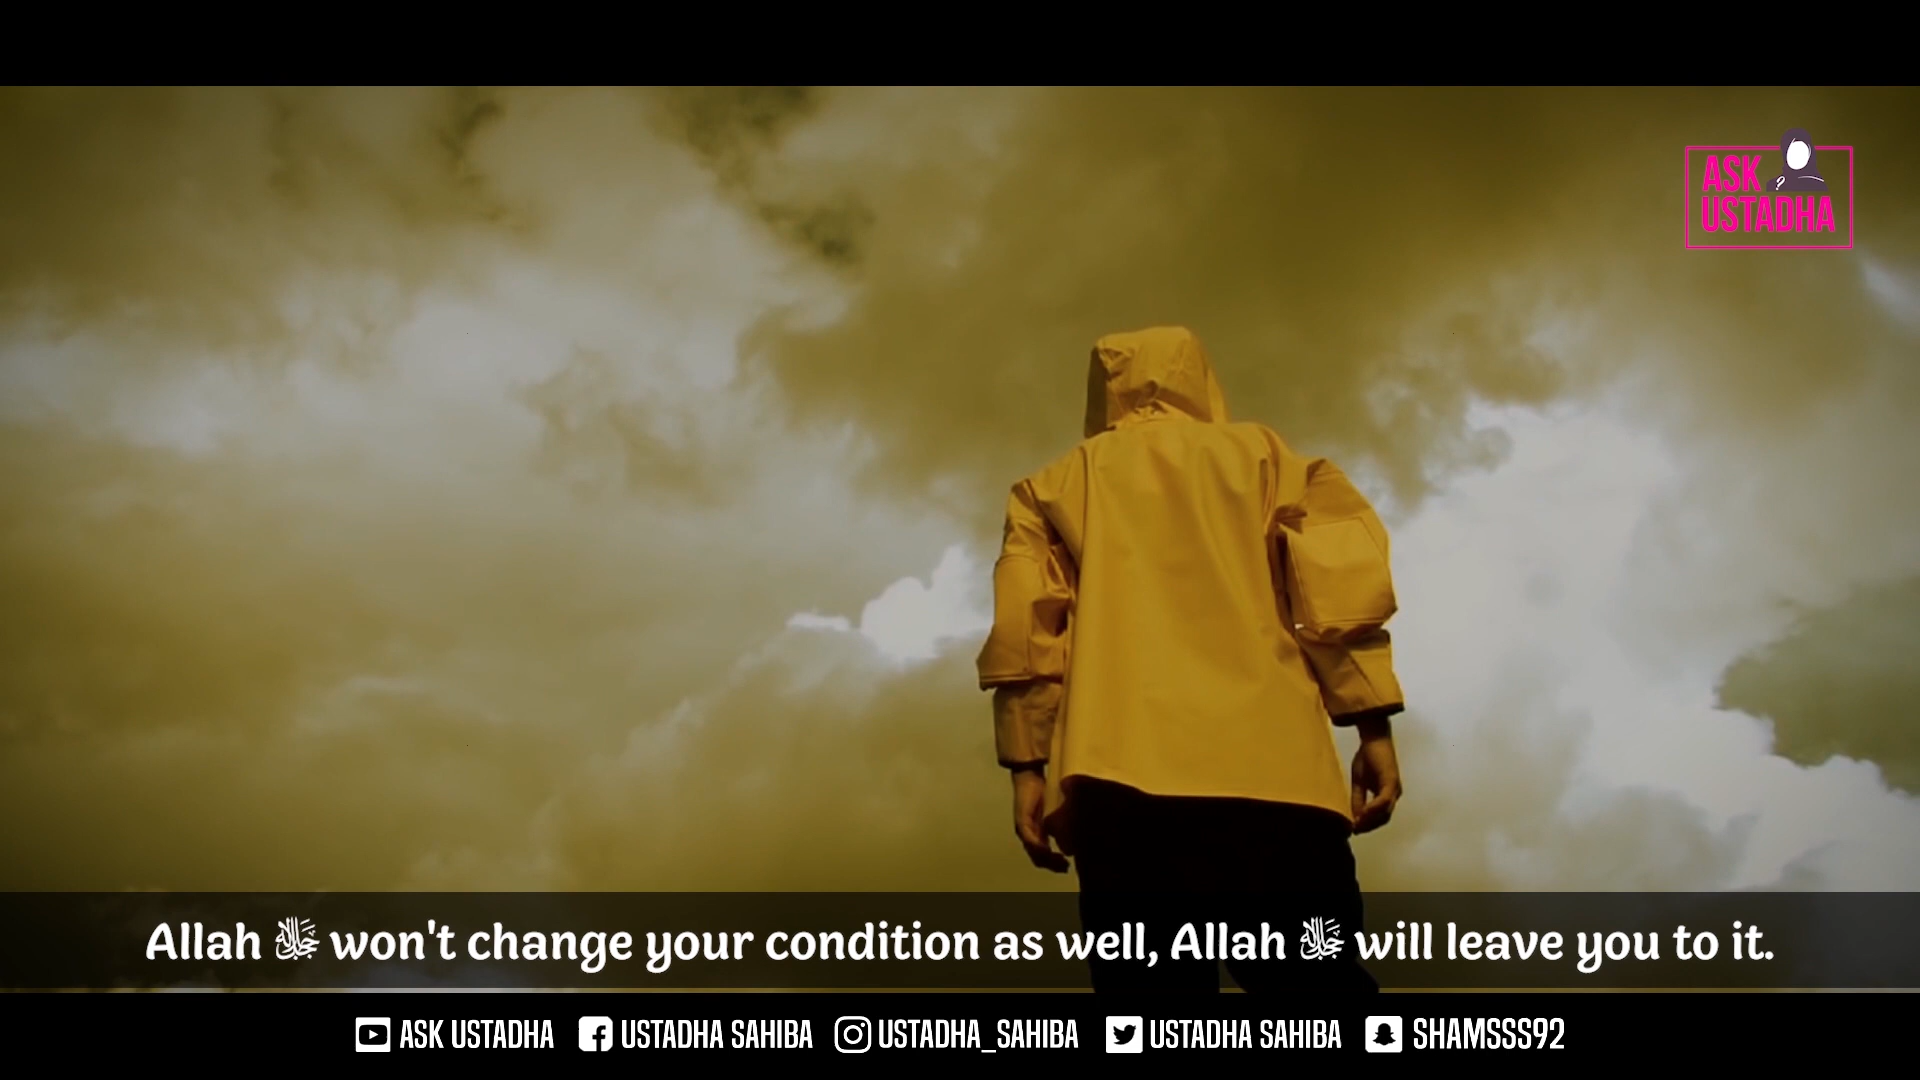 ASK
USTADHA
Allah ﷻ won't change your condition as well, Allah ﷻ will leave you to it.
ASK USTADHA USTADHA SAHIBA USTADHA_SAHIBA USTADHA SAHIBA SHAMSSS92